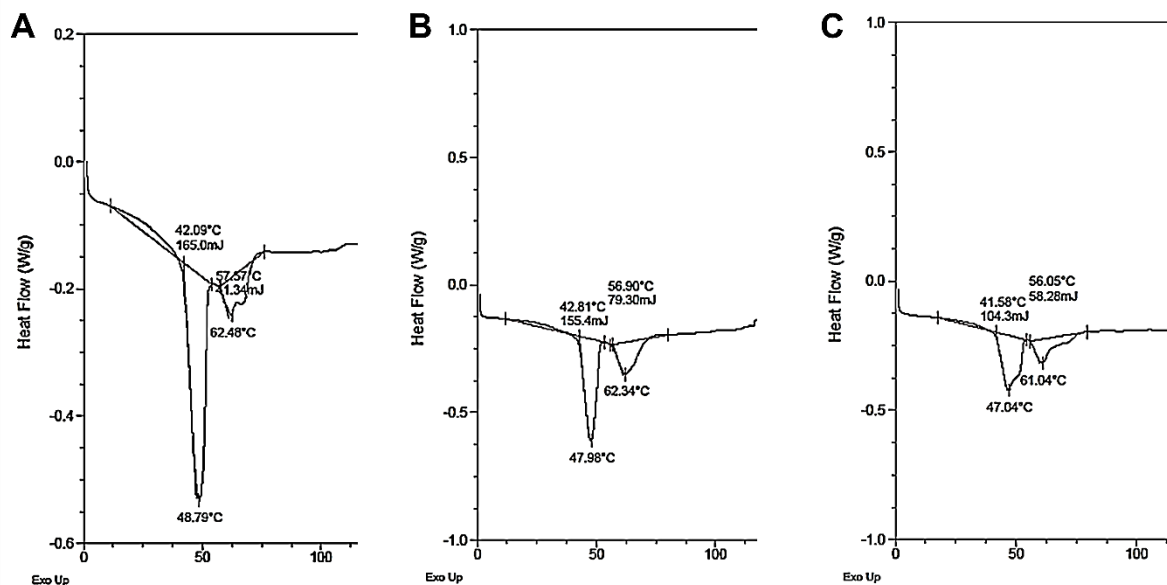 A
0.2
0.0
-0.2
-0.4
-0.6
Heat Flow (W/g)
42.09°C
165.0mJ
57.57°C
41.34mJ
62.48°C
48.79°C
0
50
100
Exo Up
B
1.0
0.5
0.0
-0.5
-1.0
Heat Flow (W/g)
42.81°C
155.4mJ
56.90°C
79.30mJ
62.34°C
47.98°C
0
50
100
Exo Up
C
1.0
0.5
0.0
-0.5
-1.0
Heat Flow (W/g)
41.58°C
104.3mJ
56.05°C
58.28mJ
61.04°C
47.04°C
0
50
100
Exo Up